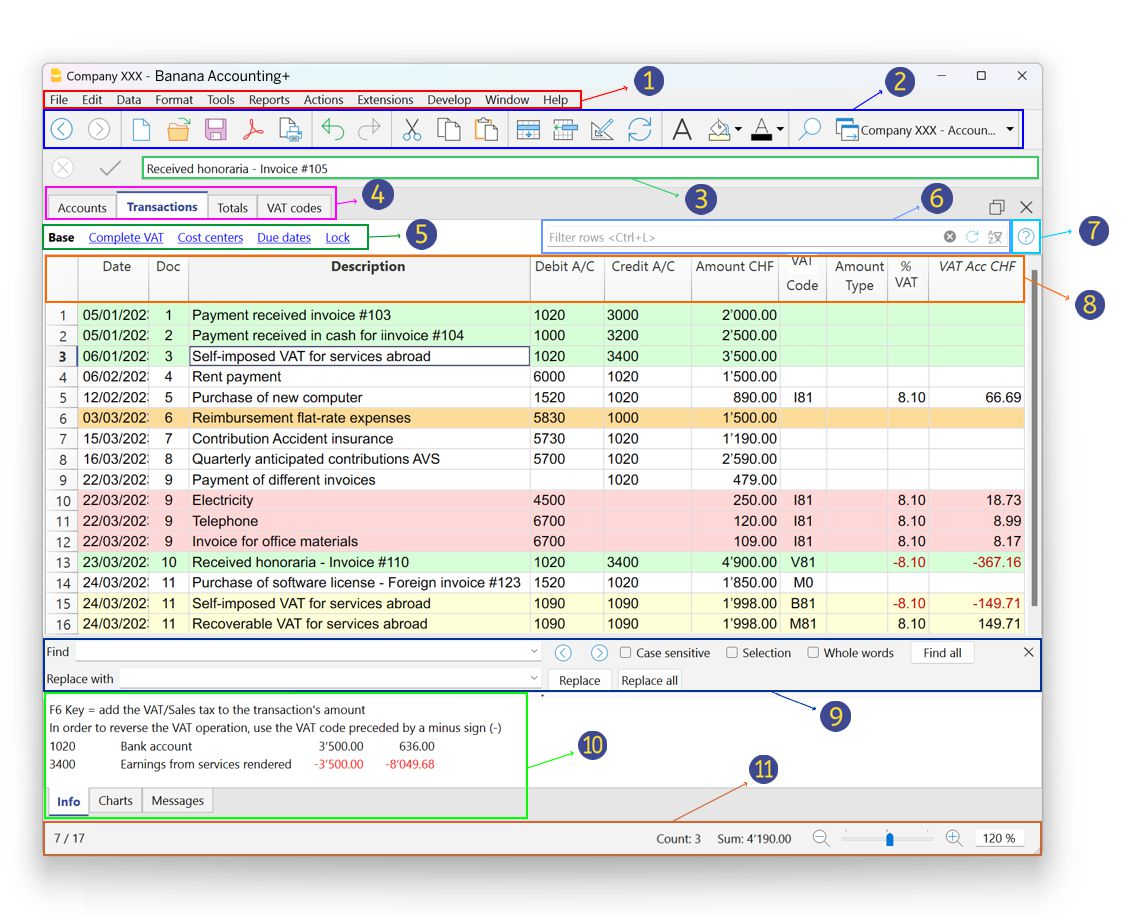 Company XXX - Banana Accounting+
File Edit Data Format Tools Reports Actions Extensions Develop Window Help
1
2
Company XXX - Accoun...
Received honoraria - Invoice #105
3
4
Accounts Transactions Totals VAT codes
5
6
7
Base Complete VAT Cost centers Due dates Lock
Filter rows <Ctrl+L>
8
Date Doc Description Debit A/C Credit A/C Amount CHF VAT Code Amount Type % VAT VAT Acc CHF
1 05/01/202 1 Payment received invoice #103 1020 3000 2’000.00
2 05/01/202 2 Payment received in cash for iinvoice #104 1000 3200 2’500.00
3 06/01/202 3 Self-imposed VAT for services abroad 1020 3400 3’500.00
4 06/02/202 4 Rent payment 6000 1020 1’500.00
5 12/02/202 5 Purchase of new computer 1520 1020 890.00 I81 8.10 66.69
6 03/03/202 6 Reimbursement flat-rate expenses 5830 1000 1’500.00
7 15/03/202 7 Contribution Accident insurance 5730 1020 1’190.00
8 16/03/202 8 Quarterly anticipated contributions AVS 5700 1020 2’590.00
9 22/03/202 9 Payment of different invoices 1020 479.00
10 22/03/202 9 Electricity 4500 250.00 I81 8.10 18.73
11 22/03/202 9 Telephone 6700 120.00 I81 8.10 8.99
12 22/03/202 9 Invoice for office materials 6700 109.00 I81 8.10 8.17
13 23/03/202 10 Received honoraria - Invoice #110 1020 3400 4’900.00 V81 -8.10 -367.16
14 24/03/202 11 Purchase of software license - Foreign invoice #123 1520 1020 1’850.00 M0
15 24/03/202 11 Self-imposed VAT for services abroad 1090 1090 1’998.00 B81 -8.10 -149.71
16 24/03/202 11 Recoverable VAT for services abroad 1090 1090 1’998.00 M81 8.10 149.71
Find Case sensitive Selection Whole words Find all
Replace with Replace Replace all
9
F6 Key = add the VAT/Sales tax to the transaction's amount
In order to reverse the VAT operation, use the VAT code preceded by a minus sign (-)
1020 Bank account 3’500.00 636.00
3400 Earnings from services rendered -3’500.00 -8’049.68
10
11
Info Charts Messages
7 / 17 Count: 3 Sum: 4’190.00 120 %